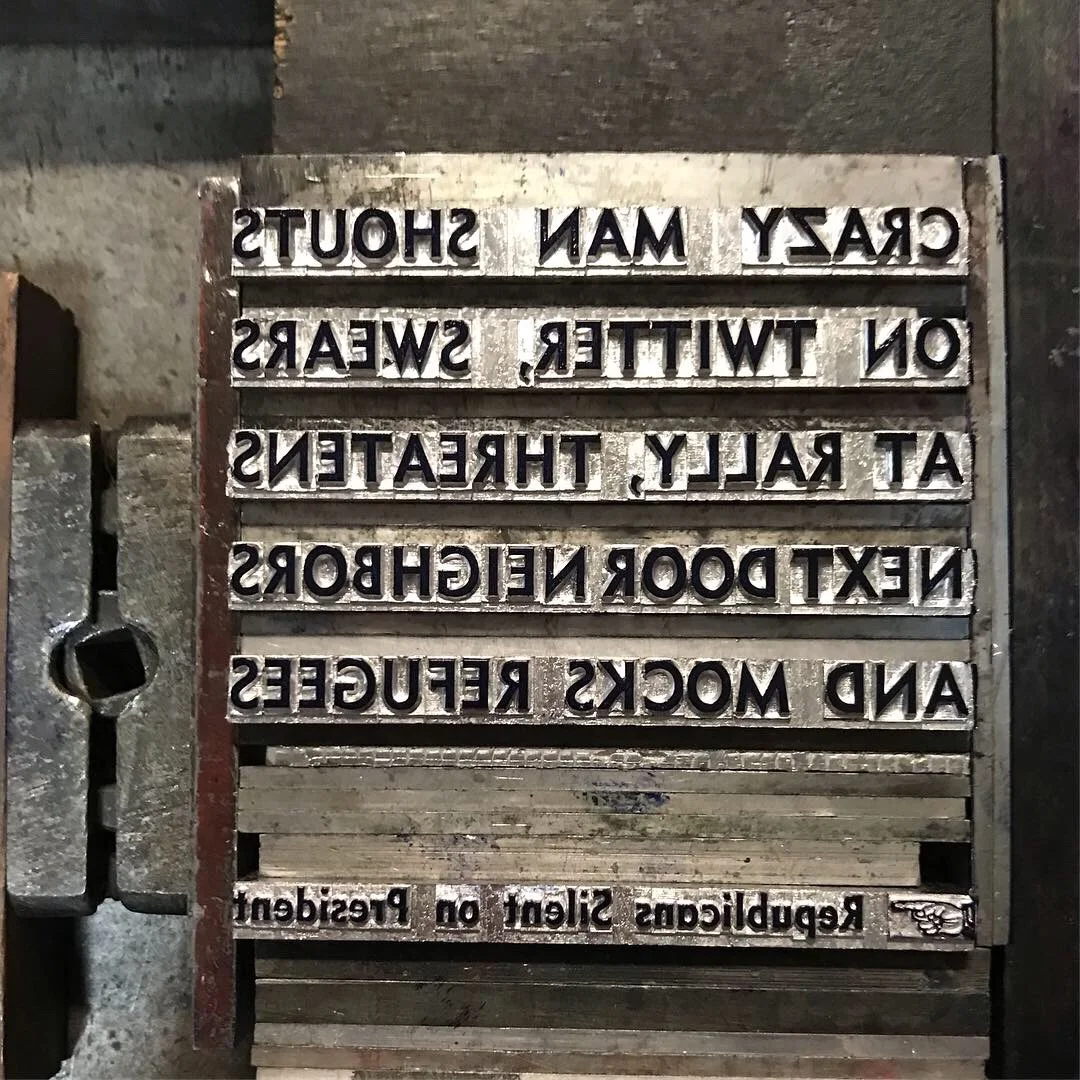 CRAZY MAN SHOUTS
ON TWITTER, SWEARS
AT RALLY, THREATENS
NEXT DOOR NEIGHBORS
AND MOCKS REFUGEES
Republicans Silent on President